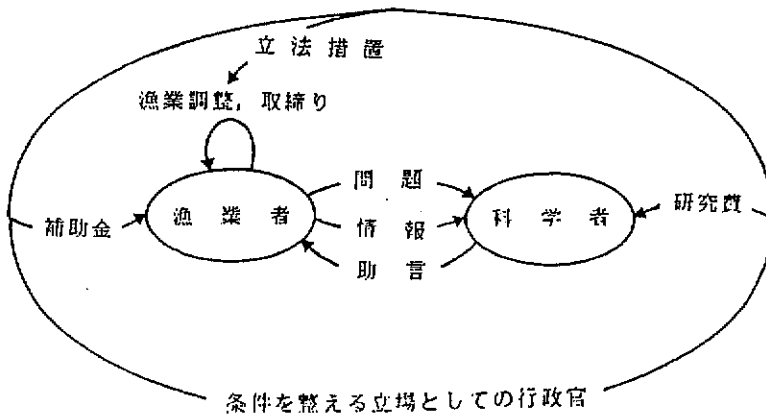 立法措置
漁業調整,取締り
問題
補助金
漁業者
情報
科学者
研究費
助言
条件を整える立場としての行政官